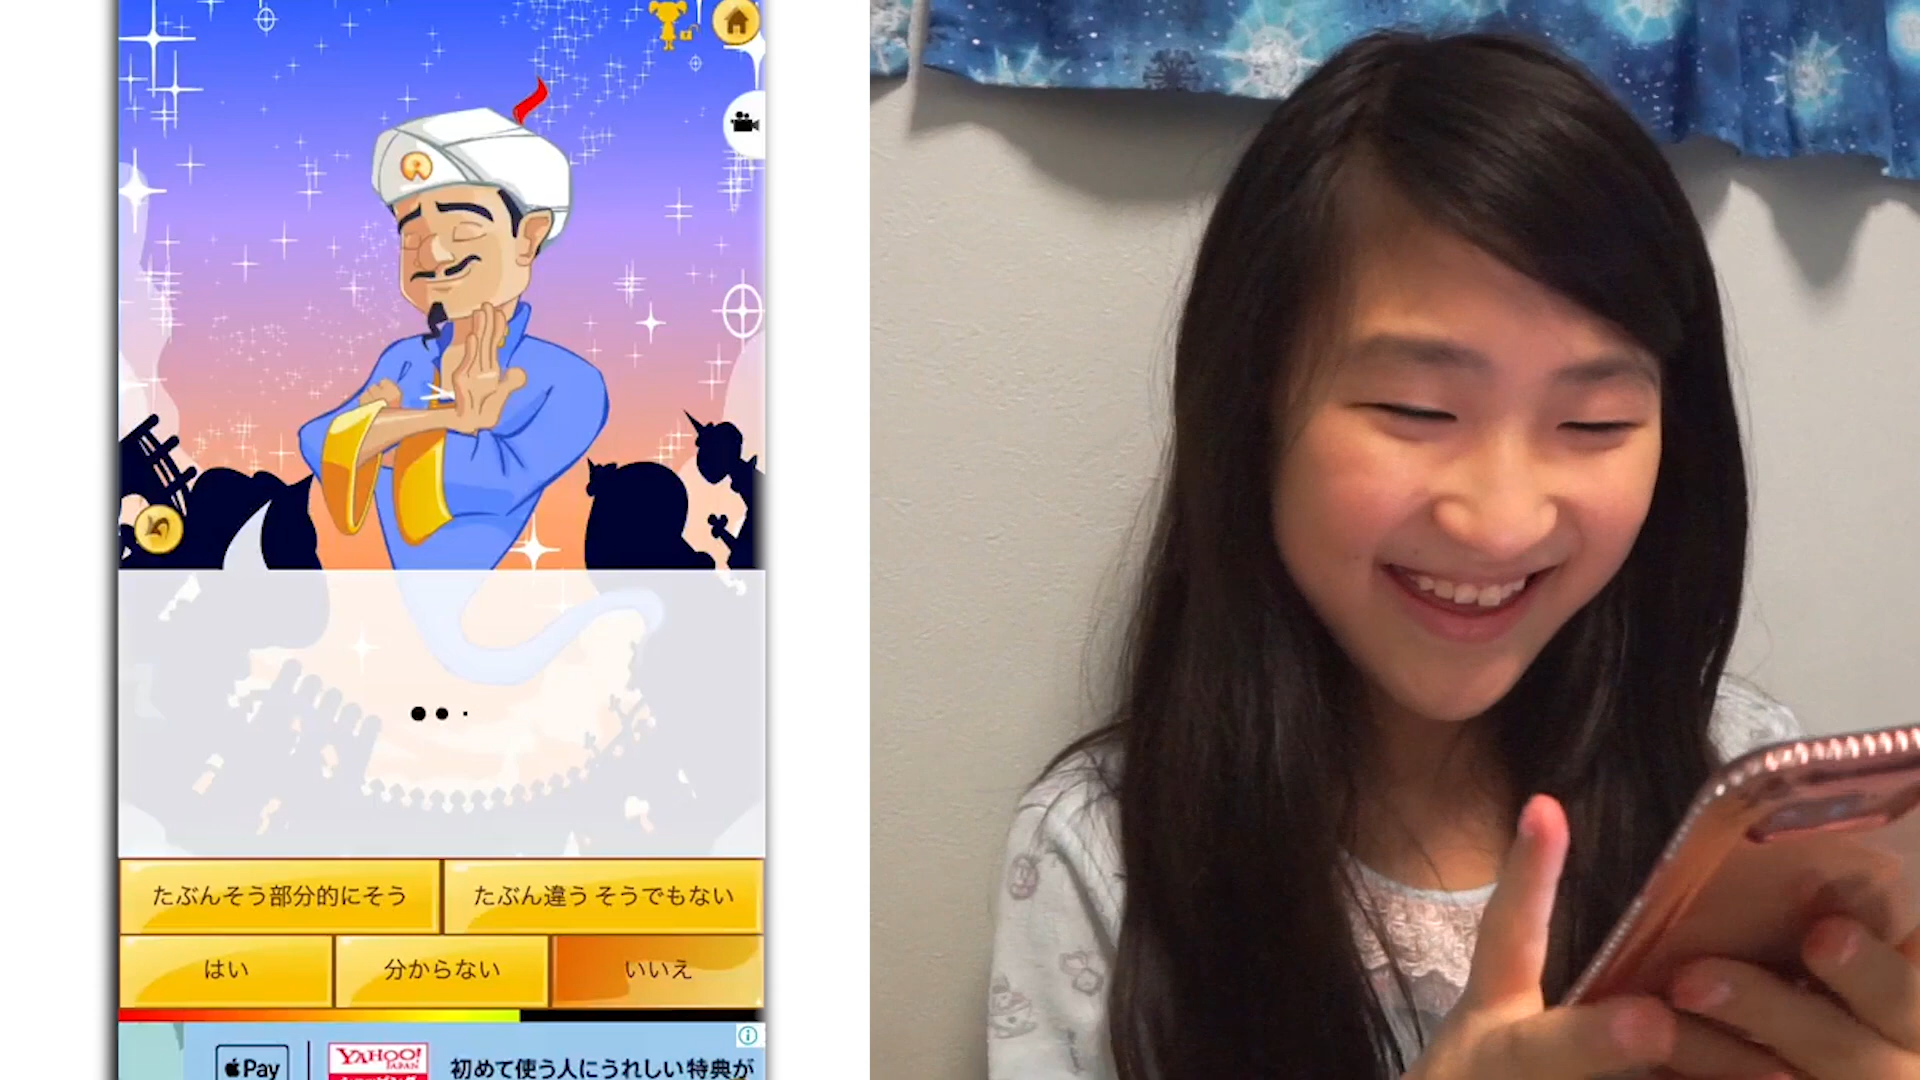 たぶんそう部分的にそう
たぶん違う そうでもない
はい
分からない
いいえ
Pay
YAHOO!
JAPAN
初めて使う人にうれしい特典が